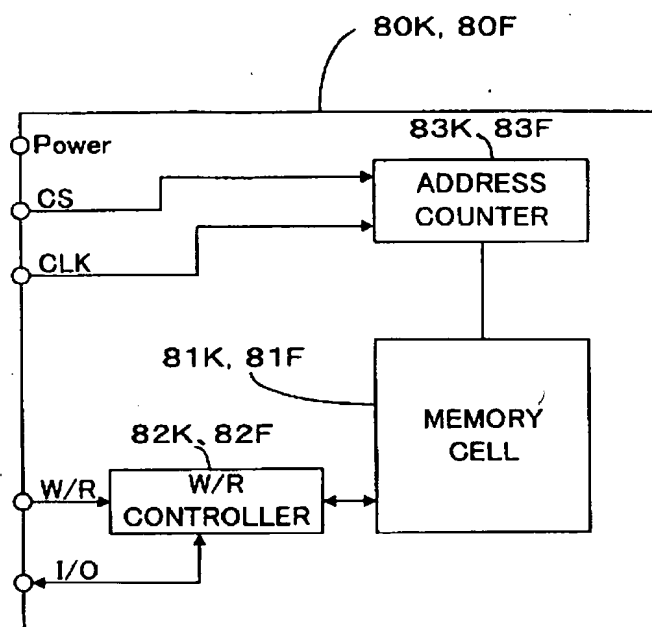 80K, 80F
Power
83K、83F
ADDRESS
COUNTER
CS
CLK
81K, 81F
MEMORY
CELL
82K、82F
W/R
W/R
CONTROLLER
I/O